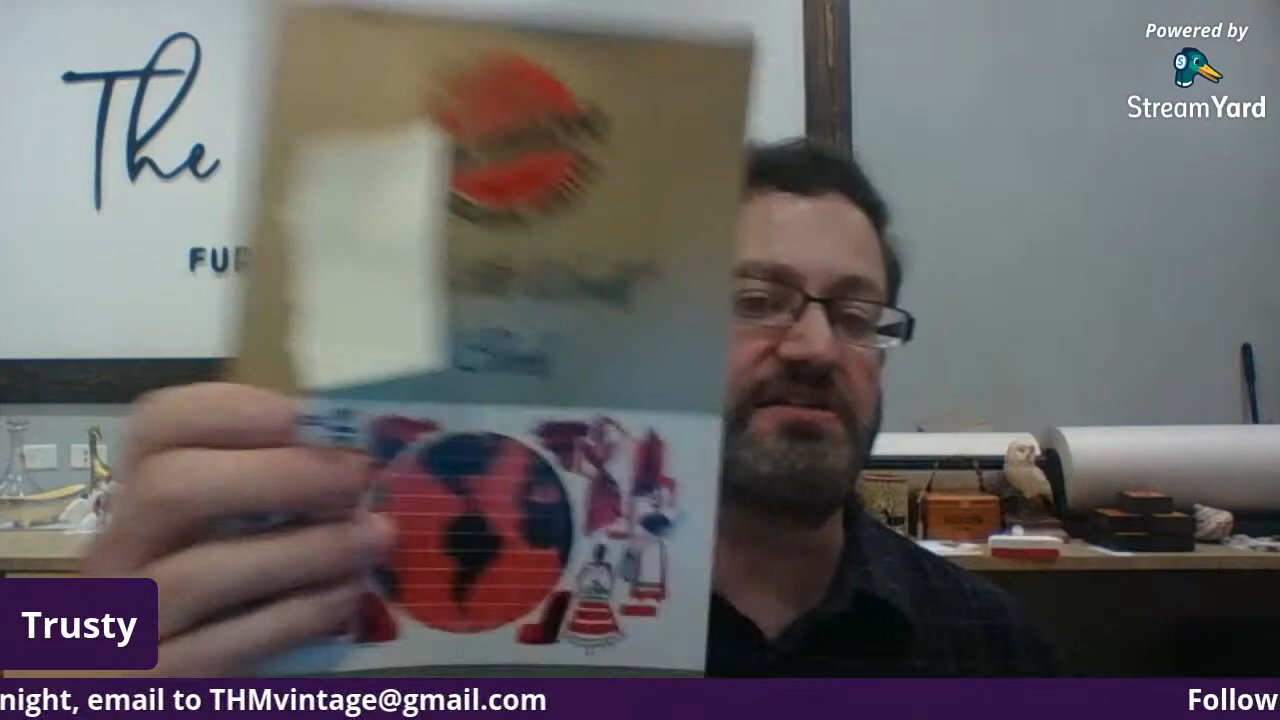 Powered by
StreamYard
The
FUR
Trusty
night, email to THMvintage@gmail.com
Follow